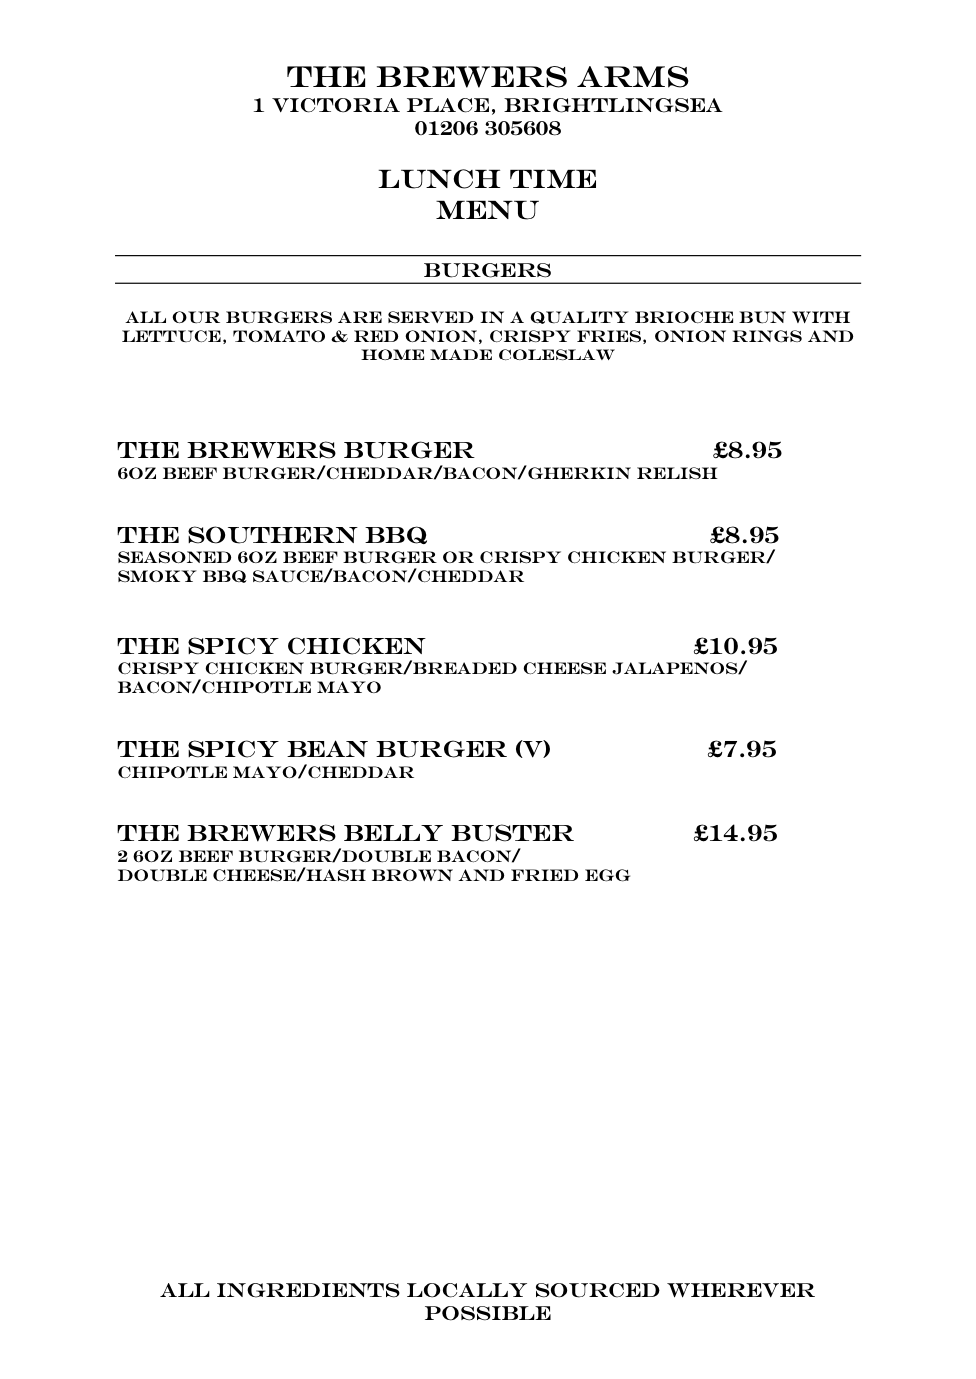 THE BREWERS ARMS
1 VICTORIA PLACE, BRIGHTLINGSEA
01206 305608
LUNCH TIME
MENU
BURGERS
ALL OUR BURGERS ARE SERVED IN A QUALITY BRIOCHE BUN WITH
LETTUCE, TOMATO & RED ONION, CRISPY FRIES, ONION RINGS AND
HOME MADE COLESLAW
THE BREWERS BURGER £8.95
6OZ BEEF BURGER/CHEDDAR/BACON/GHERKIN RELISH
THE SOUTHERN BBQ £8.95
SEASONED 6OZ BEEF BURGER OR CRISPY CHICKEN BURGER/
SMOKY BBQ SAUCE/BACON/CHEDDAR
THE SPICY CHICKEN £10.95
CRISPY CHICKEN BURGER/BREADED CHEESE JALAPENOS/
BACON/CHIPOTLE MAYO
THE SPICY BEAN BURGER (V) £7.95
CHIPOTLE MAYO/CHEDDAR
THE BREWERS BELLY BUSTER £14.95
2 6OZ BEEF BURGER/DOUBLE BACON/
DOUBLE CHEESE/HASH BROWN AND FRIED EGG
ALL INGREDIENTS LOCALLY SOURCED WHEREVER
POSSIBLE